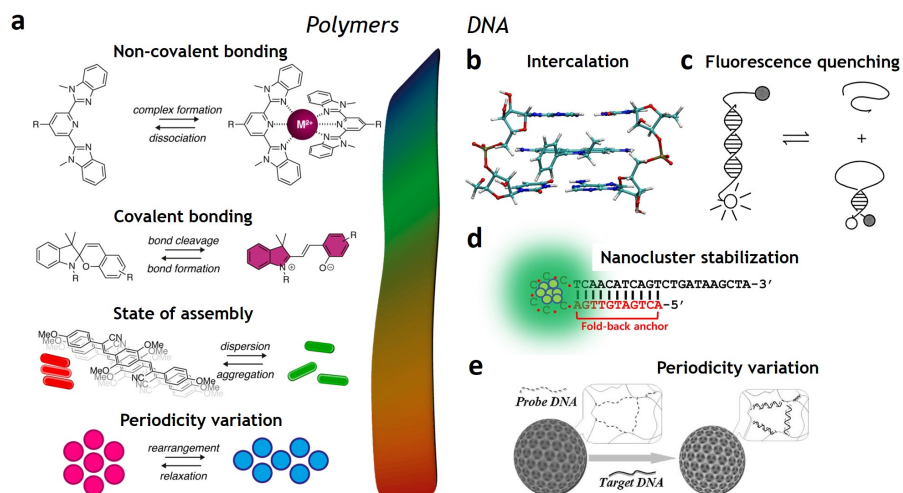 a
Polymers
DNA
Non-covalent bonding
N
N
N
N
N
R
complex formation
dissociation
N
N
N
N
N
R
M²⁺
N
N
N
N
N
R
b
Intercalation
c
Fluorescence quenching
+
Covalent bonding
N
R
O
R
bond cleavage
bond formation
N
⊕
R
O⊖
R
d
Nanocluster stabilization
C
C
C
C
C
C
TCAACATCAGTCTGATAAGCTA-3’
AGTTGTAGTCA-5’
Fold-back anchor
State of assembly
MeO
CN
OMe
MeO
NC
OMe
dispersion
aggregation
e
Periodicity variation
Probe DNA
Target DNA
Periodicity variation
rearrangement
relaxation